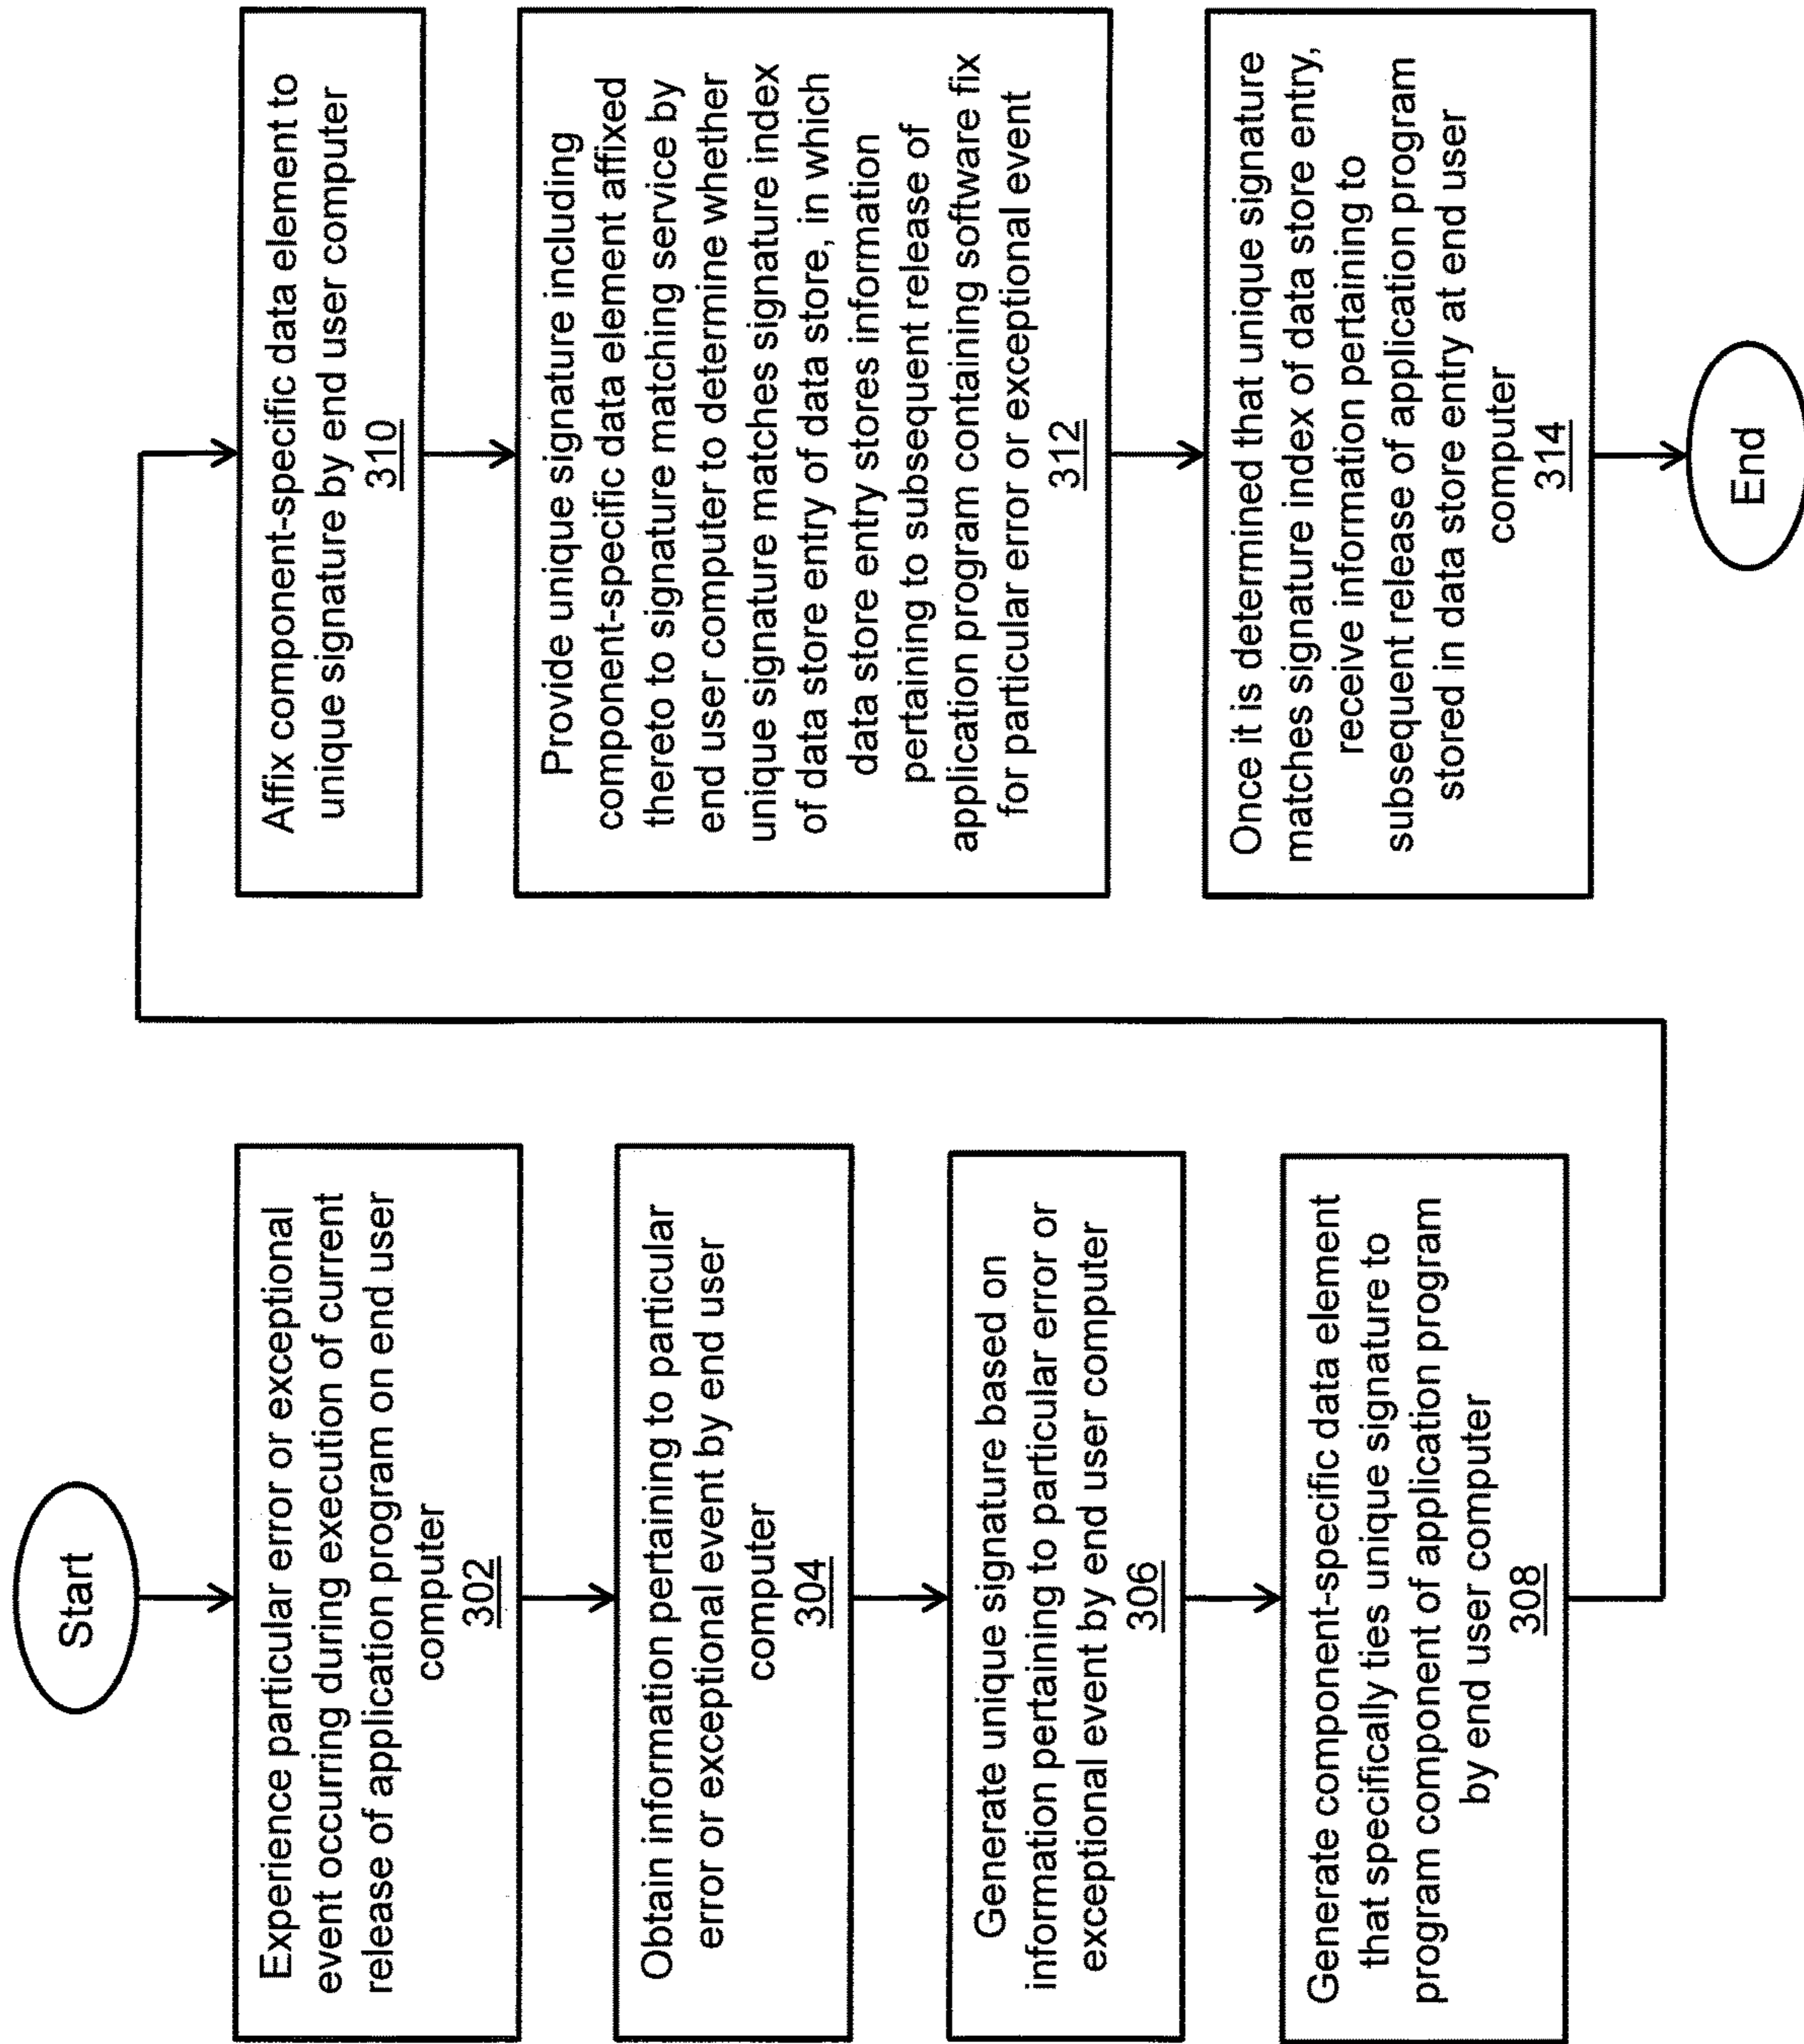 Start
Experience particular error or exceptional
event occurring during execution of current
release of application program on end user
computer
302
Obtain information pertaining to particular
error or exceptional event by end user
computer
304
Generate unique signature based on
information pertaining to particular error or
exceptional event by end user computer
306
Generate component-specific data element
that specifically ties unique signature to
program component of application program
by end user computer
308
Affix component-specific data element to
unique signature by end user computer
310
Provide unique signature including
component-specific data element affixed
thereto to signature matching service by
end user computer to determine whether
unique signature matches signature index
of data store entry of data store, in which
data store entry stores information
pertaining to subsequent release of
application program containing software fix
for particular error or exceptional event
312
Once it is determined that unique signature
matches signature index of data store entry,
receive information pertaining to
subsequent release of application program
stored in data store entry at end user
computer
314
End